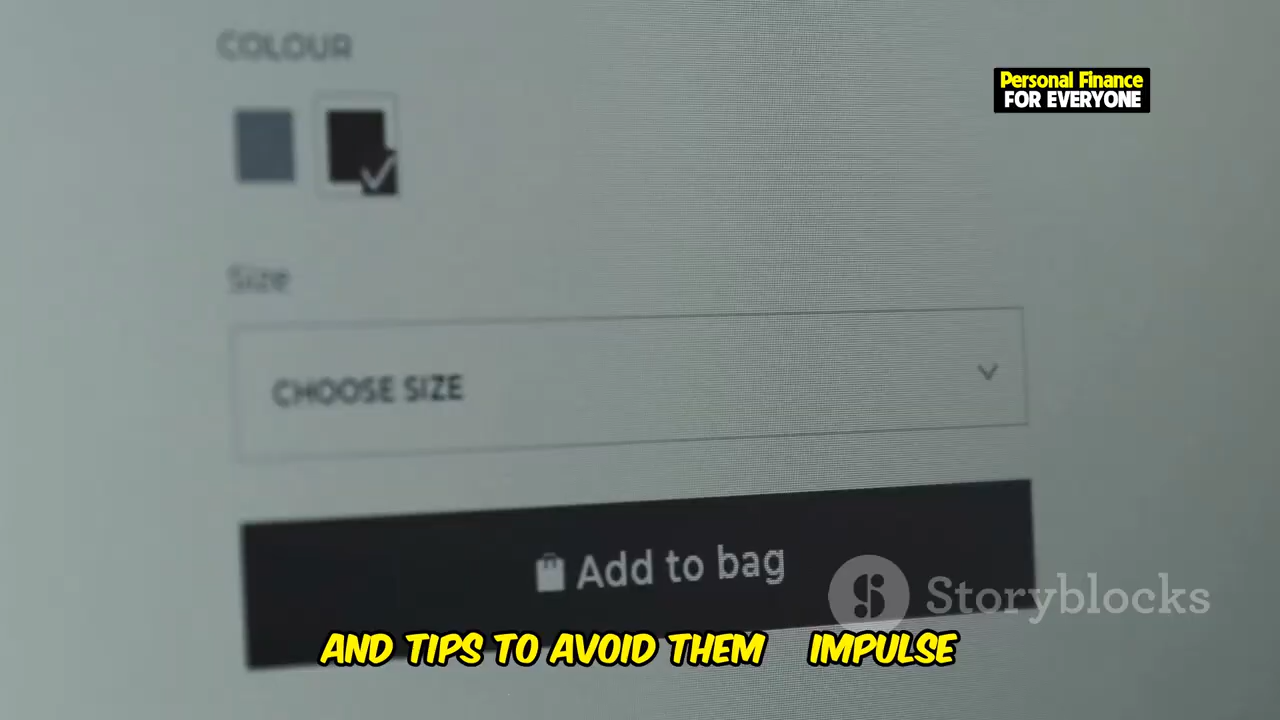 COLOUR
Personal Finance
FOR EVERYONE
Size
CHOOSE SIZE
Add to bag
Storyblocks
AND TIPS TO AVOID THEM IMPULSE